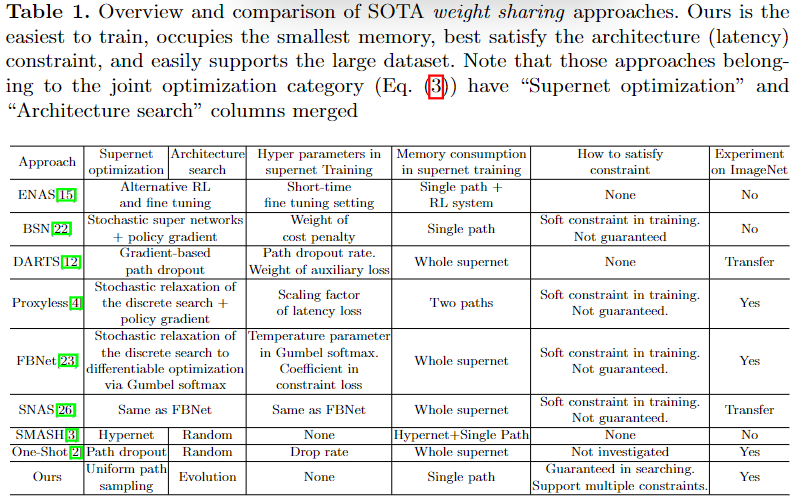 Table 1. Overview and comparison of SOTA weight sharing approaches. Ours is the
easiest to train, occupies the smallest memory, best satisfy the architecture (latency)
constraint, and easily supports the large dataset. Note that those approaches belong-
ing to the joint optimization category (Eq. (3)) have “Supernet optimization” and
“Architecture search” columns merged
Approach Supernet optimization Architecture search Hyper parameters in supernet Training Memory consumption in supernet training How to satisfy constraint Experiment on ImageNet
ENAS[15] Alternative RL and fine tuning Short-time fine tuning setting Single path + RL system None No
BSN[22] Stochastic super networks + policy gradient Weight of cost penalty Single path Soft constraint in training. Not guaranteed No
DARTS[12] Gradient-based path dropout Path dropout rate. Weight of auxiliary loss Whole supernet None Transfer
Proxyless[4] Stochastic relaxation of the discrete search + policy gradient Scaling factor of latency loss Two paths Soft constraint in training. Not guaranteed. Yes
FBNet[23] Stochastic relaxation of the discrete search to differentiable optimization via Gumbel softmax Temperature parameter in Gumbel softmax. Coefficient in constraint loss Whole supernet Soft constraint in training. Not guaranteed. Yes
SNAS[26] Same as FBNet Same as FBNet Whole supernet Soft constraint in training. Not guaranteed. Transfer
SMASH[3] Hypernet Random None Hypernet+Single Path None No
One-Shot[2] Path dropout Random Drop rate Whole supernet Not investigated Yes
Ours Uniform path sampling Evolution None Single path Guaranteed in searching. Support multiple constraints. Yes